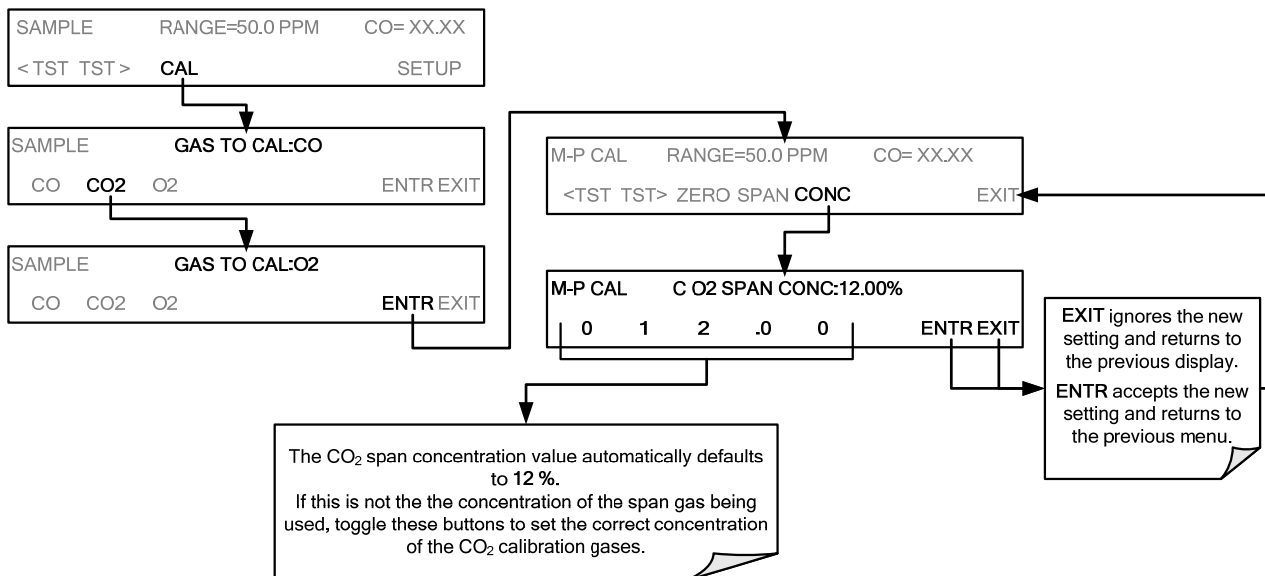 SAMPLE RANGE=50.0 PPM CO= XX.XX
< TST TST > CAL SETUP
SAMPLE GAS TO CAL:CO
CO CO2 O2 ENTR EXIT
SAMPLE GAS TO CAL:O2
CO CO2 O2 ENTR EXIT
M-P CAL RANGE=50.0 PPM CO= XX.XX
<TST TST> ZERO SPAN CONC EXIT
M-P CAL C O2 SPAN CONC:12.00%
0 1 2 .0 0 ENTR EXIT
EXIT ignores the new
setting and returns to
the previous display.
ENTR accepts the new
setting and returns to
the previous menu.
The CO₂ span concentration value automatically defaults
to 12 %.
If this is not the the concentration of the span gas being
used, toggle these buttons to set the correct concentration
of the CO₂ calibration gases.